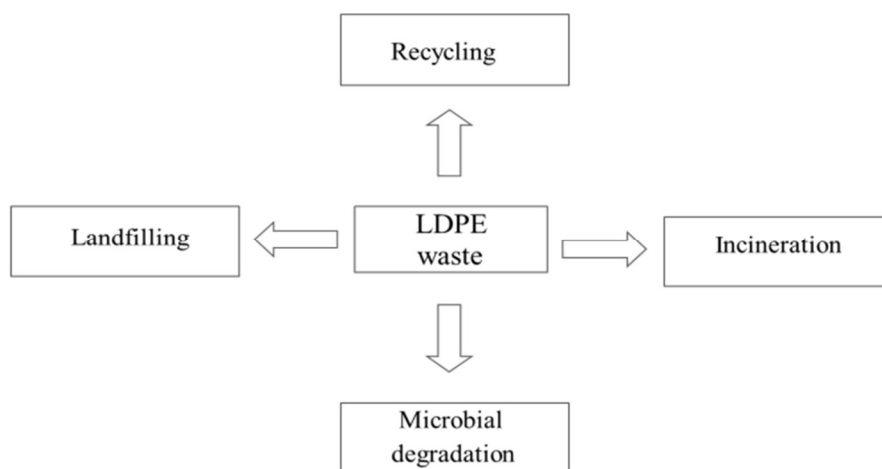 Recycling
Landfilling
LDPE
waste
Incineration
Microbial
degradation